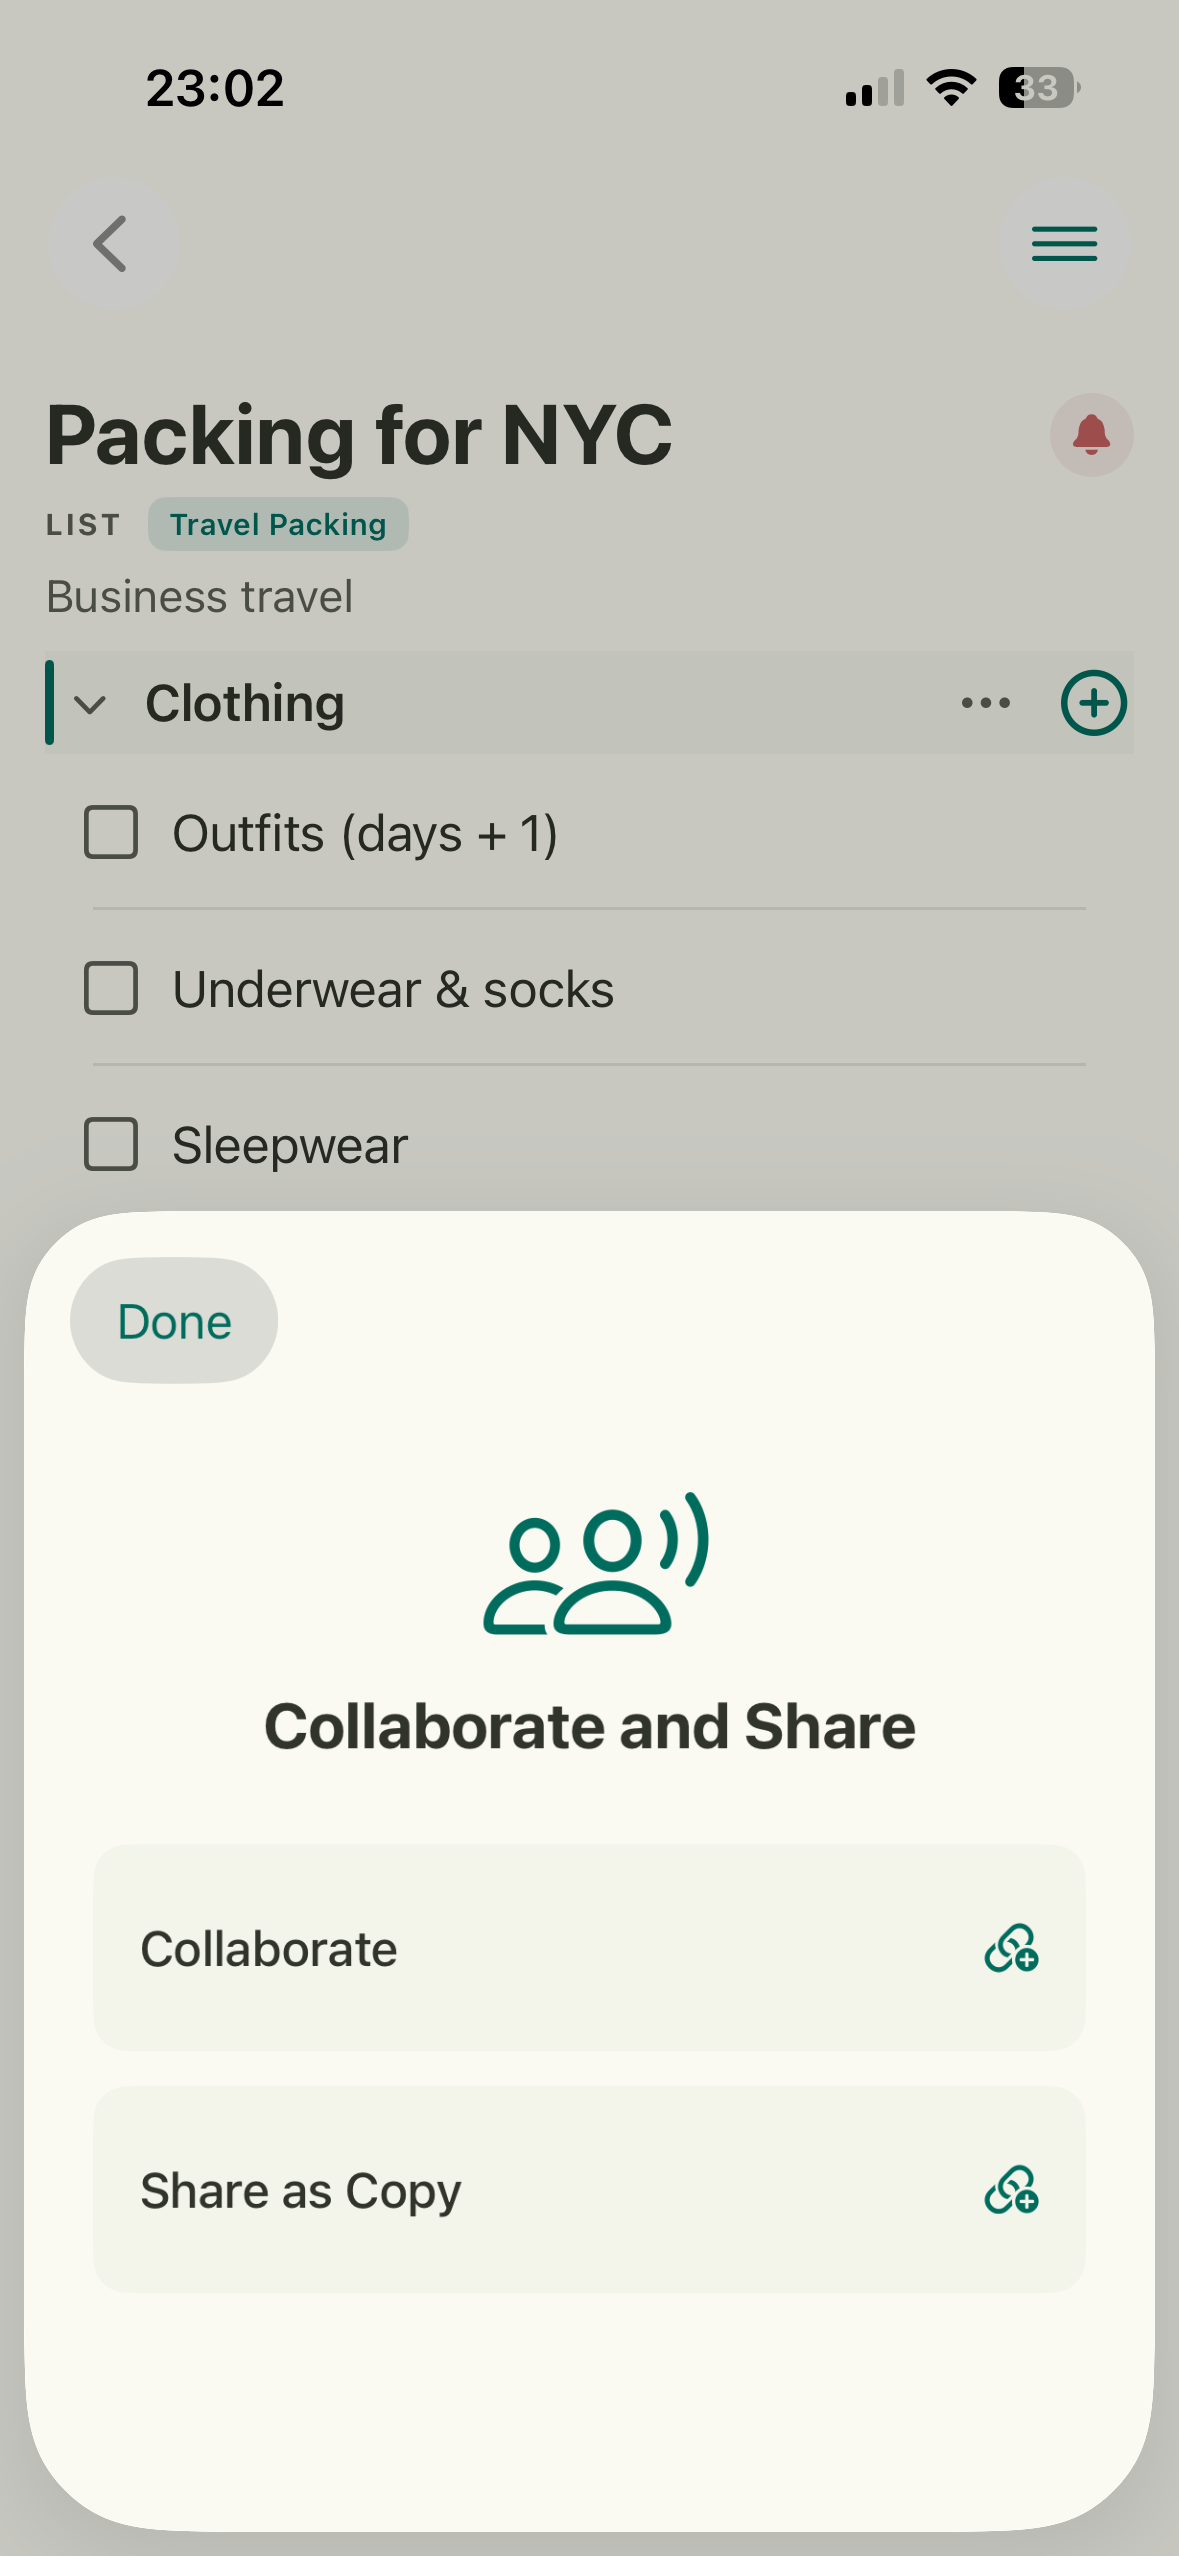 23:02
33
Packing for NYC
LIST Travel Packing
Business travel
Clothing
Outfits (days + 1)
Underwear & socks
Sleepwear
Done
Collaborate and Share
Collaborate
Share as Copy